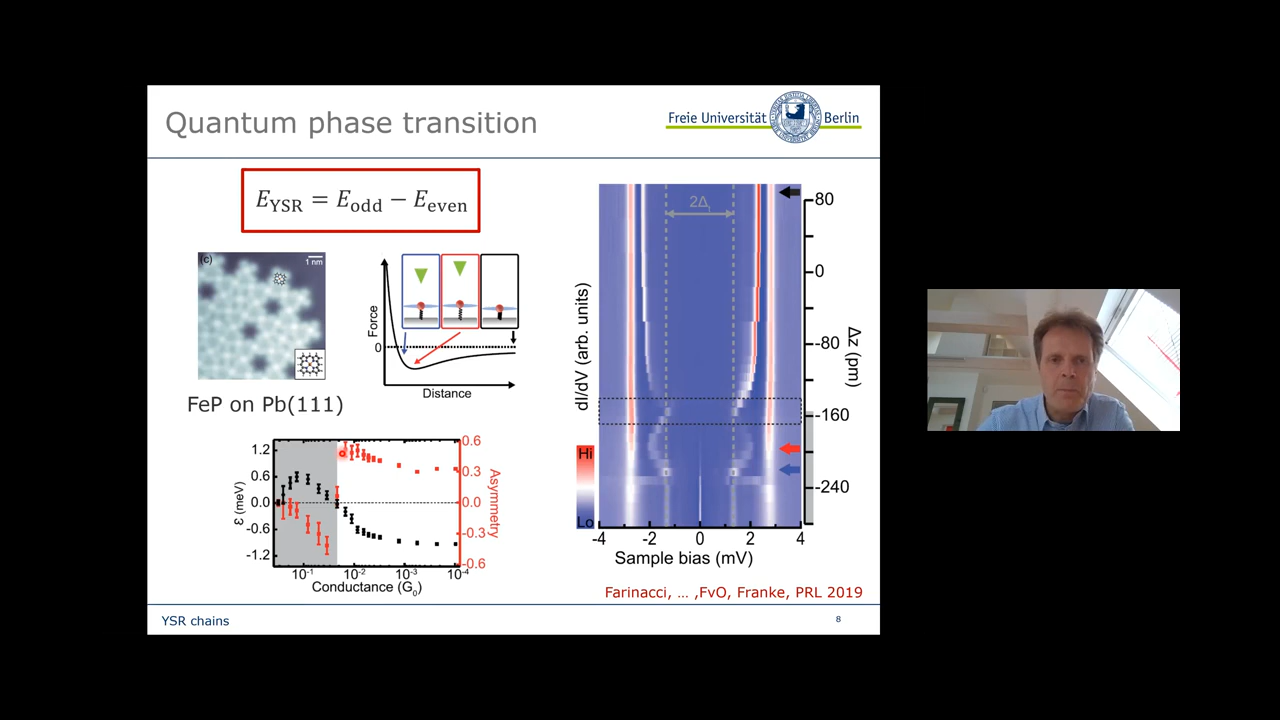 Quantum phase transition
Freie Universität Berlin
E_YSR = E_odd − E_even
(c)
1 nm
FeP on Pb(111)
Force
0
Distance
1.2
0.6
0.0
-0.6
-1.2
Ɛ (meV)
0.6
0.3
0.0
-0.3
-0.6
Asymmetry
10⁻¹
10⁻²
10⁻³
10⁻⁴
Conductance (G₀)
dI/dV (arb. units)
Hi
Lo
2Δ
80
0
-80
-160
-240
Δz (pm)
-4
-2
0
2
4
Sample bias (mV)
Farinacci, … ,FvO, Franke, PRL 2019
YSR chains
8